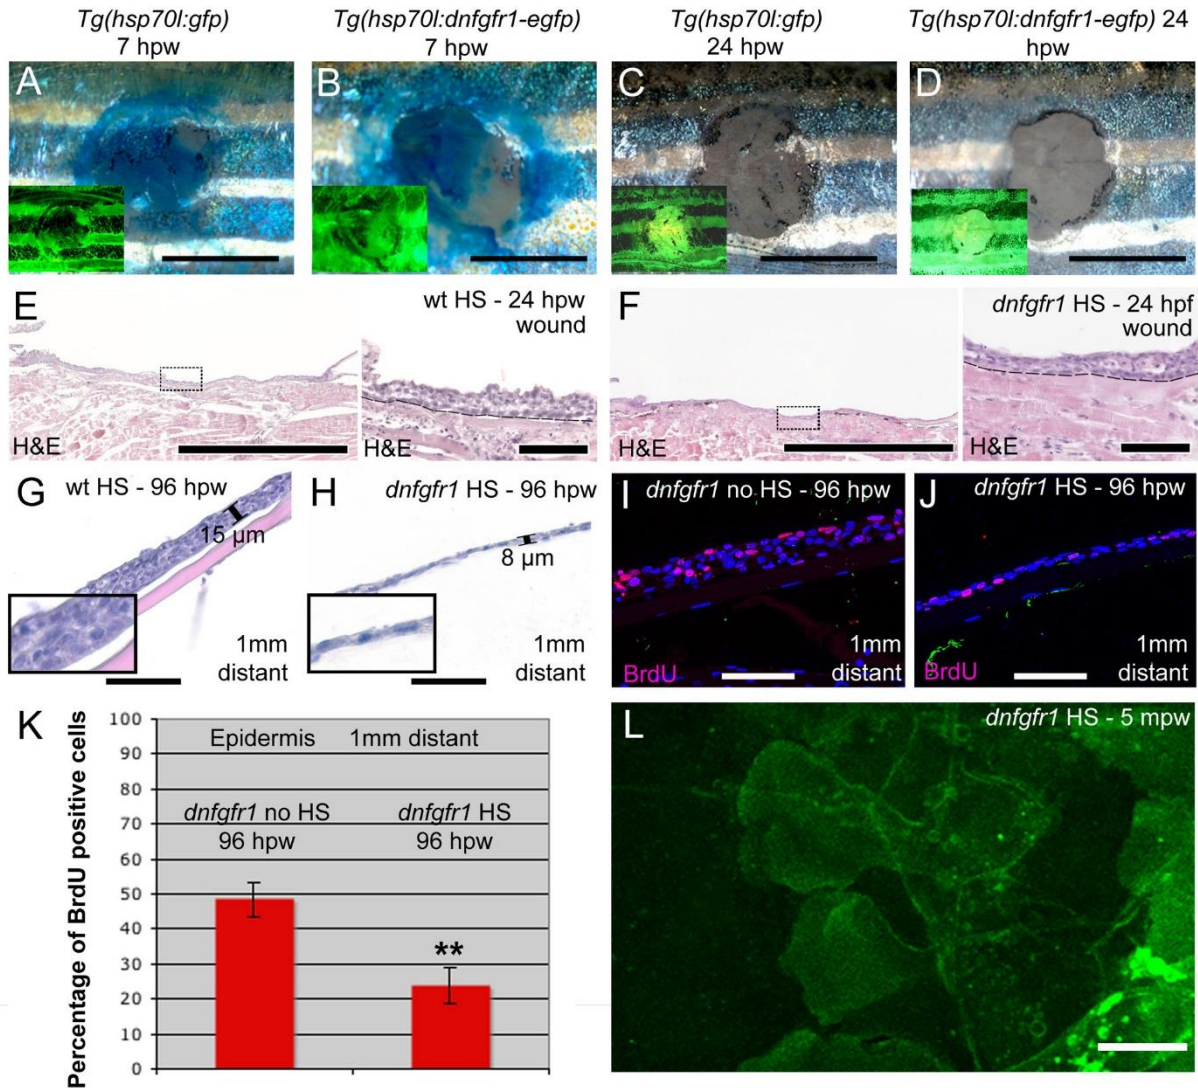 Tg(hsp70l:gfp)
7 hpw
Tg(hsp70l:dnfgfr1-egfp)
7 hpw
Tg(hsp70l:gfp)
24 hpw
Tg(hsp70l:dnfgfr1-egfp) 24
hpw
A
B
C
D
E
wt HS - 24 hpw
wound
H&E
H&E
F
dnfgfr1 HS - 24 hpf
wound
H&E
H&E
G
wt HS - 96 hpw
15 µm
1mm
distant
H
dnfgfr1 HS - 96 hpw
8 µm
1mm
distant
I
dnfgfr1 no HS - 96 hpw
1mm
distant
BrdU
J
dnfgfr1 HS - 96 hpw
1mm
distant
BrdU
K
Percentage of BrdU positive cells
100
90
80
70
60
50
40
30
20
10
0
Epidermis 1mm distant
dnfgfr1 no HS
96 hpw
dnfgfr1 HS
96 hpw
**
L
dnfgfr1 HS - 5 mpw